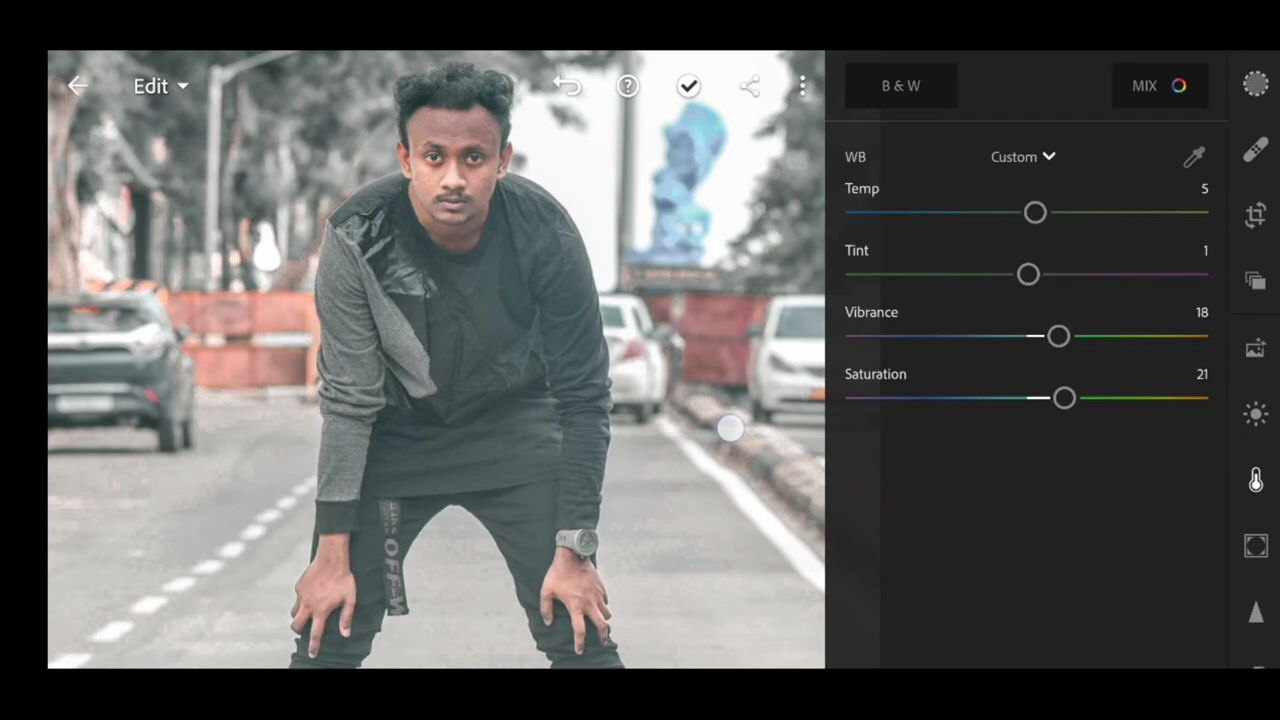 Edit
B & W
MIX
WB
Custom
Temp
5
Tint
1
Vibrance
18
Saturation
21
OFF-W